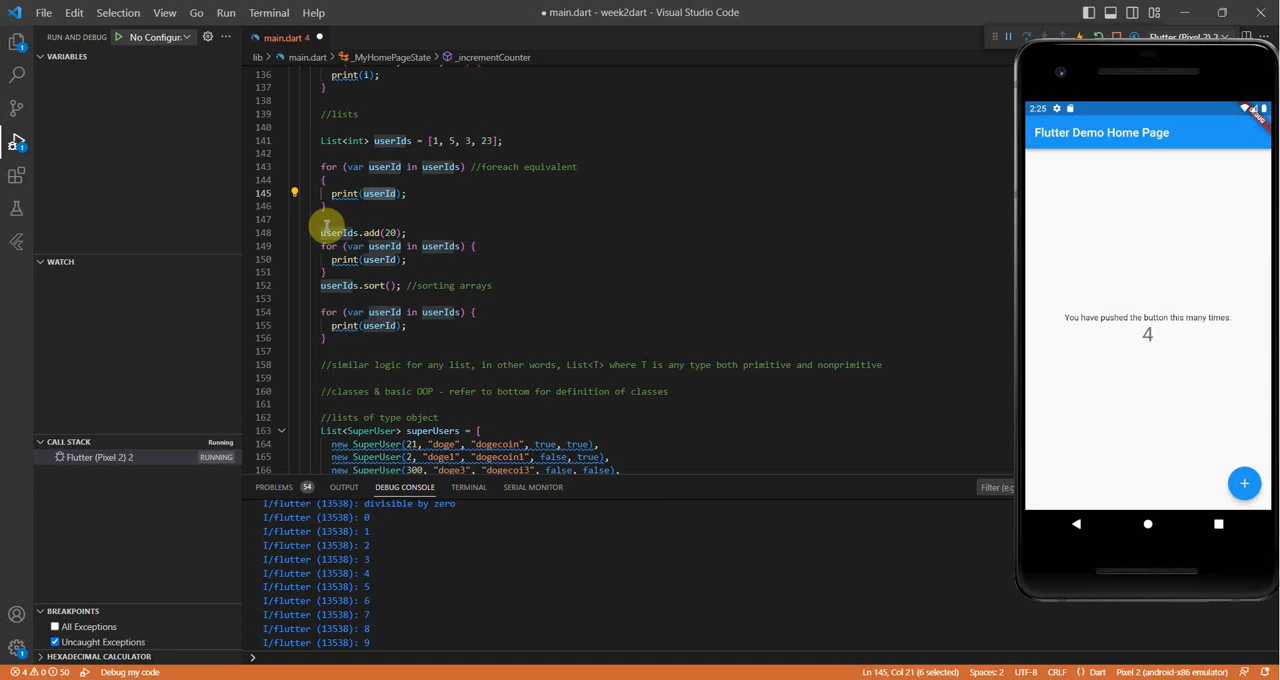 File Edit Selection View Go Run Terminal Help
● main.dart - week2dart - Visual Studio Code
RUN AND DEBUG No Configur
main.dart 4 ●
Flutter (Pixel 2) 2
VARIABLES
lib > main.dart > _MyHomePageState > _incrementCounter
136 print(i);
137 }
138
139 //lists
140
141 List<int> userIds = [1, 5, 3, 23];
142
143 for (var userId in userIds) //foreach equivalent
144 {
145 print(userId);
146 }
147
148 userIds.add(20);
149 for (var userId in userIds) {
150 print(userId);
151 }
152 userIds.sort(); //sorting arrays
153
154 for (var userId in userIds) {
155 print(userId);
156 }
157
158 //similar logic for any list, in other words, List<T> where T is any type both primitive and nonprimitive
159
160 //classes & basic OOP - refer to bottom for definition of classes
161
162 //lists of type object
163 List<SuperUser> superUsers = [
164 new SuperUser(21, "doge", "dogecoin", true, true),
165 new SuperUser(2, "doge1", "dogecoin1", false, true),
166 new SuperUser(300, "doge3", "dogecoi3", false, false),
WATCH
CALL STACK Running
Flutter (Pixel 2) 2 RUNNING
BREAKPOINTS
All Exceptions
Uncaught Exceptions
HEXADECIMAL CALCULATOR
PROBLEMS 54 OUTPUT DEBUG CONSOLE TERMINAL SERIAL MONITOR
Filter (e.g
I/flutter (13538): divisible by zero
I/flutter (13538): 0
I/flutter (13538): 1
I/flutter (13538): 2
I/flutter (13538): 3
I/flutter (13538): 4
I/flutter (13538): 5
I/flutter (13538): 6
I/flutter (13538): 7
I/flutter (13538): 8
I/flutter (13538): 9
>
2:25
DEBUG
Flutter Demo Home Page
You have pushed the button this many times:
4
+
4 0 50 Debug my code
Ln 145, Col 21 (6 selected) Spaces: 2 UTF-8 CRLF {} Dart Pixel 2 (android-x86 emulator)